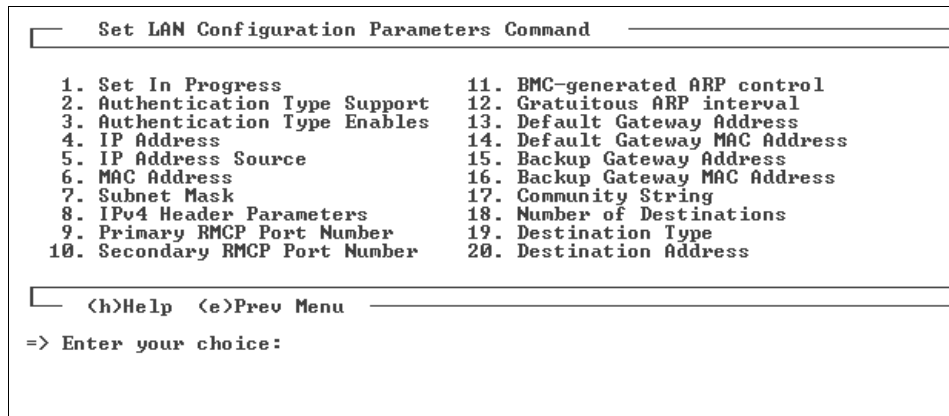 Set LAN Configuration Parameters Command
1. Set In Progress 11. BMC-generated ARP control
2. Authentication Type Support 12. Gratuitous ARP interval
3. Authentication Type Enables 13. Default Gateway Address
4. IP Address 14. Default Gateway MAC Address
5. IP Address Source 15. Backup Gateway Address
6. MAC Address 16. Backup Gateway MAC Address
7. Subnet Mask 17. Community String
8. IPv4 Header Parameters 18. Number of Destinations
9. Primary RMCP Port Number 19. Destination Type
10. Secondary RMCP Port Number 20. Destination Address
(h)Help (e)Prev Menu
=> Enter your choice: